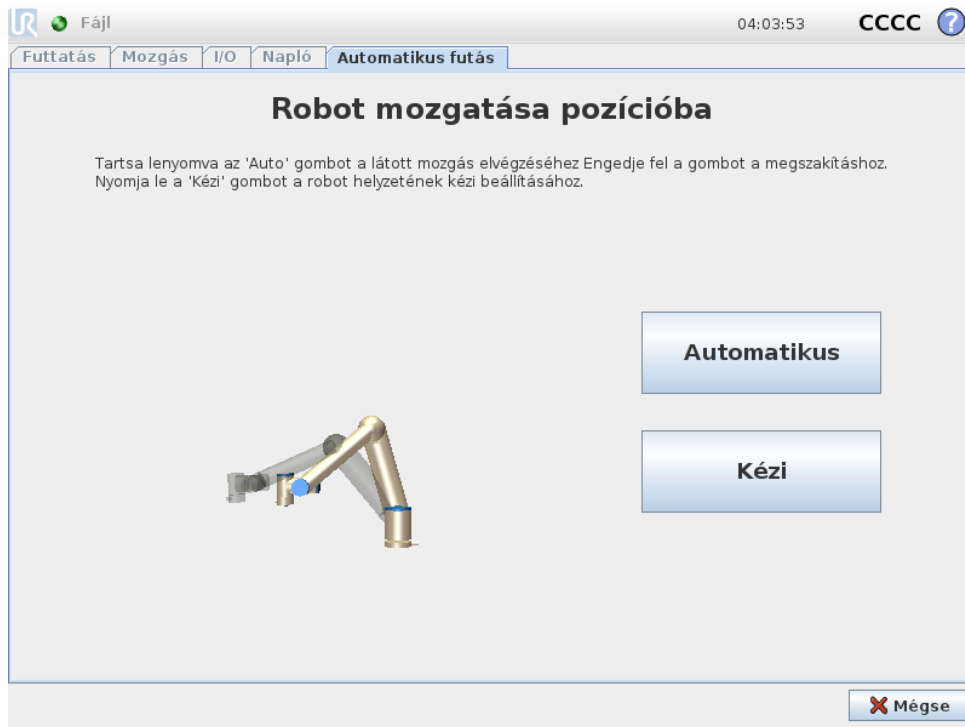 UR Fájl 04:03:53 CCCC ?
Futtatás Mozgás I/O Napló Automatikus futás
Robot mozgatása pozícióba
Tartsa lenyomva az 'Auto' gombot a látott mozgás elvégzéséhez Engedje fel a gombot a megszakításhoz.
Nyomja le a 'Kézi' gombot a robot helyzetének kézi beállításához.
Automatikus
Kézi
Mégse